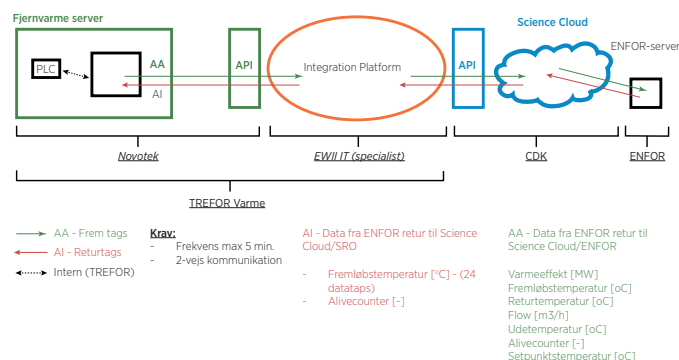 Fjernvarme server
Science Cloud
ENFOR-server
PLC
AA
AI
API
Integration Platform
API
Novotek
EWII IT (specialist)
CDK
ENFOR
TREFOR Varme
AA - Frem tags
AI - Returtags
Intern (TREFOR)
Krav:
- Frekvens max 5 min.
- 2-vejs kommunikation
AI - Data fra ENFOR retur til Science
Cloud/SRO
- Fremløbstemperatur [°C] - (24
datataps)
- Alivecounter [-]
AA - Data fra ENFOR retur til
Science Cloud/ENFOR
Varmeeffekt [MW]
Fremløbstemperatur [oC]
Returtemperatur [oC]
Flow [m3/h]
Udetemperatur [oC]
Alivecounter [-]
Setpunktstemperatur [oC]